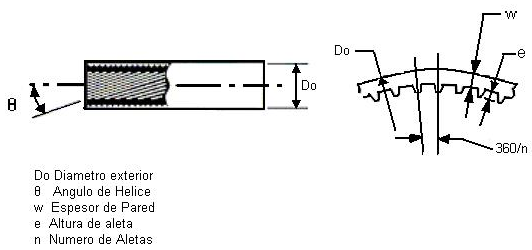 w
Do
e
Do
θ
360/n
Do Diametro exterior
θ Angulo de Helice
w Espesor de Pared
e Altura de aleta
n Numero de Aletas